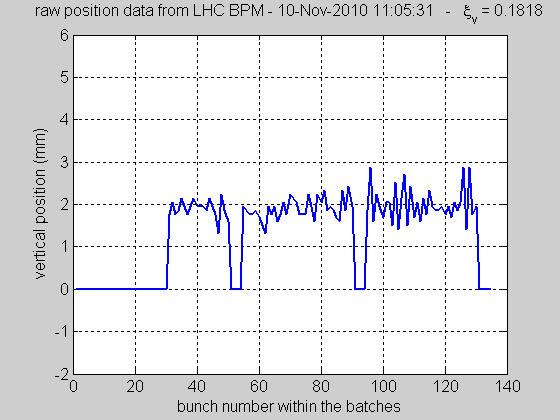 raw position data from LHC BPM - 10-Nov-2010 11:05:31 - ξv = 0.1818
6
5
4
3
2
1
0
-1
-2
vertical position (mm)
0 20 40 60 80 100 120 140
bunch number within the batches